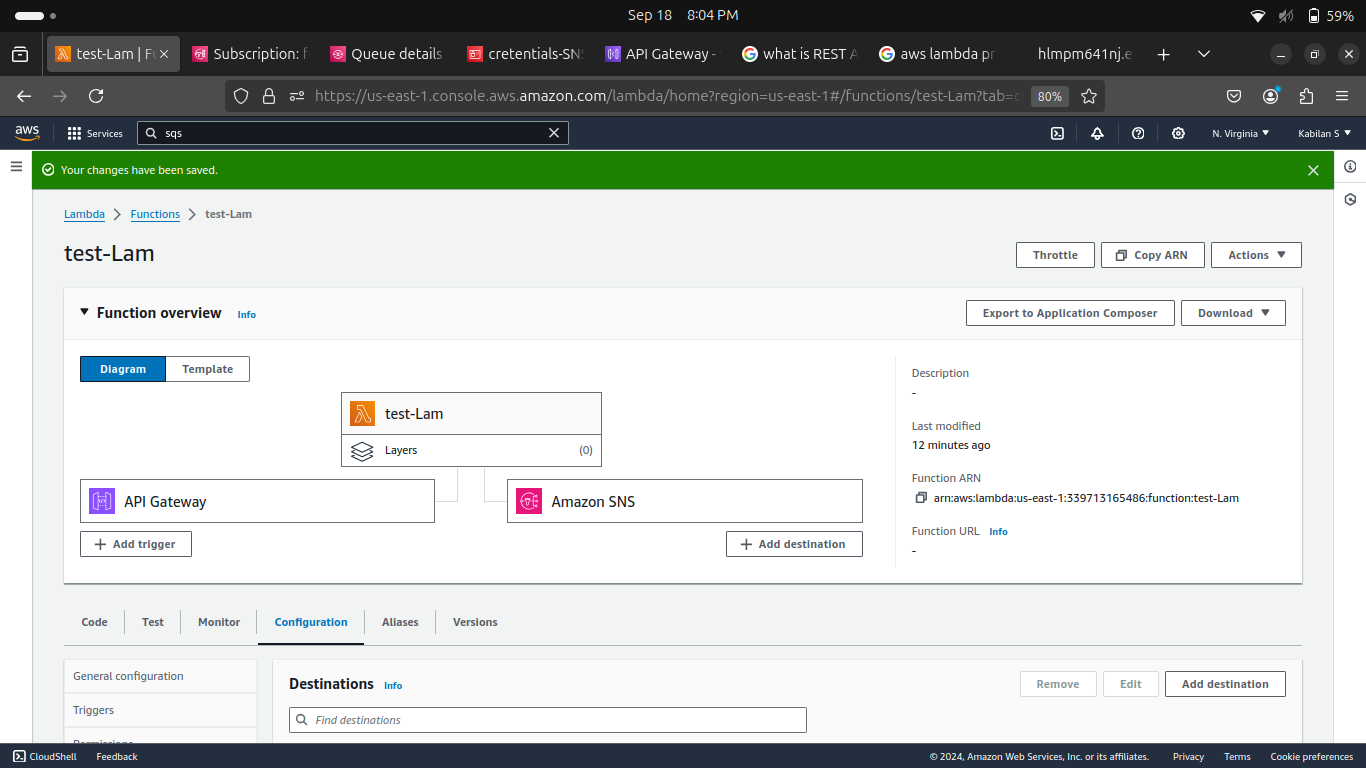 Sep 18 8:04 PM
59%
test-Lam | Fu
Subscription: f
Queue details
cretentials-SNS
API Gateway -
what is REST A
aws lambda pr
hlmpm641nj.e
https://us-east-1.console.aws.amazon.com/lambda/home?region=us-east-1#/functions/test-Lam?tab=c
80%
aws
Services
sqs
N. Virginia
Kabilan S
Your changes have been saved.
Lambda
Functions
test-Lam
test-Lam
Throttle
Copy ARN
Actions
Function overview
Info
Export to Application Composer
Download
Diagram
Template
test-Lam
Layers
(0)
API Gateway
Amazon SNS
Add trigger
Add destination
Description
-
Last modified
12 minutes ago
Function ARN
arn:aws:lambda:us-east-1:339713165486:function:test-Lam
Function URL
Info
-
Code
Test
Monitor
Configuration
Aliases
Versions
General configuration
Triggers
Destinations
Info
Remove
Edit
Add destination
Find destinations
CloudShell
Feedback
© 2024, Amazon Web Services, Inc. or its affiliates.
Privacy
Terms
Cookie preferences